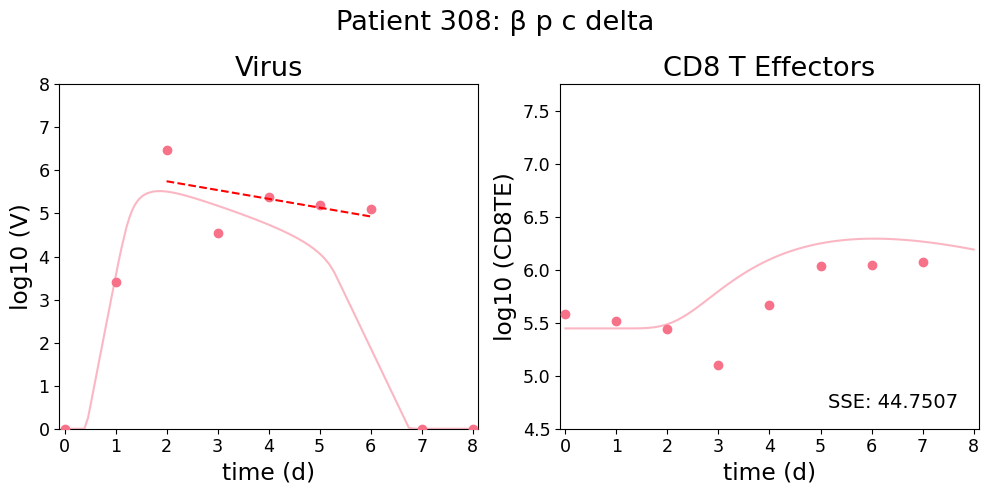 Patient 308: β p c delta
Virus
CD8 T Effectors
log10 (V)
8
7
6
5
4
3
2
1
0
0 1 2 3 4 5 6 7 8
time (d)
log10 (CD8TE)
7.5
7.0
6.5
6.0
5.5
5.0
4.5
SSE: 44.7507
0 1 2 3 4 5 6 7 8
time (d)